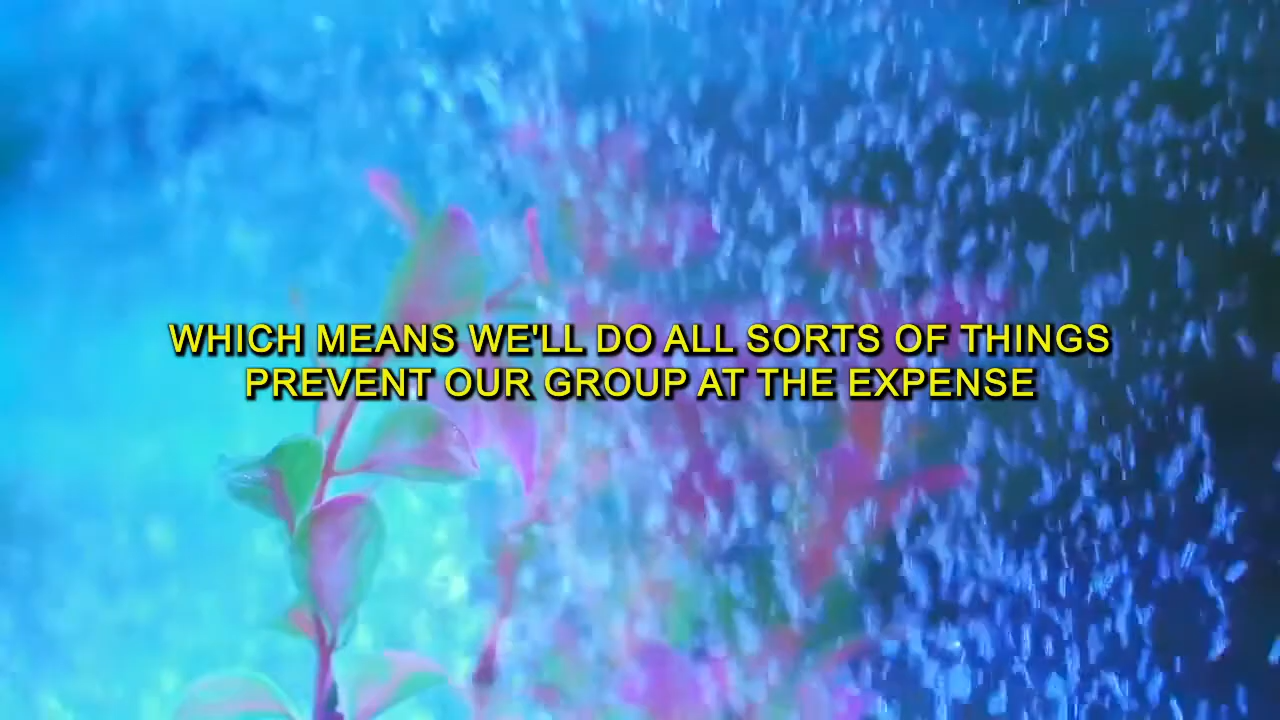 WHICH MEANS WE'LL DO ALL SORTS OF THINGS
PREVENT OUR GROUP AT THE EXPENSE